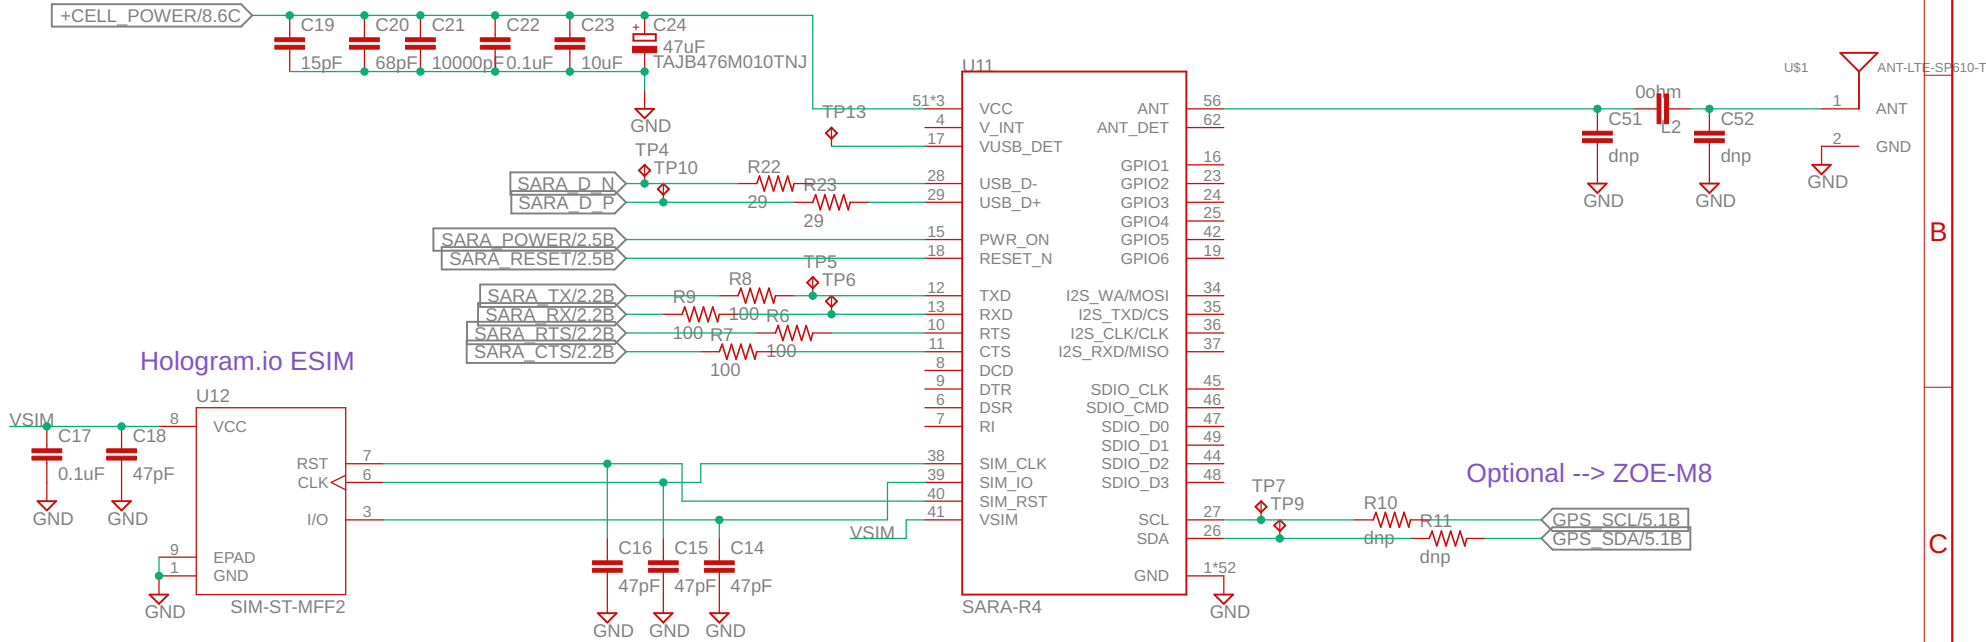 +CELL_POWER/8.6C
C19
15pF
C20
68pF
C21
10000pF
C22
0.1uF
C23
10uF
+
C24
47uF
TAJB476M010TNJ
GND
TP13
TP4
TP10
SARA_D_N
SARA_D_P
R22
29
R23
29
SARA_POWER/2.5B
SARA_RESET/2.5B
TP5
TP6
SARA_TX/2.2B
SARA_RX/2.2B
SARA_RTS/2.2B
SARA_CTS/2.2B
R8
100
R9
100
R6
100
R7
100
U11
51*3 VCC
4 V_INT
17 VUSB_DET
28 USB_D-
29 USB_D+
15 PWR_ON
18 RESET_N
12 TXD
13 RXD
10 RTS
11 CTS
8 DCD
9 DTR
6 DSR
7 RI
38 SIM_CLK
39 SIM_IO
40 SIM_RST
41 VSIM
ANT 56
ANT_DET 62
GPIO1 16
GPIO2 23
GPIO3 24
GPIO4 25
GPIO5 42
GPIO6 19
I2S_WA/MOSI 34
I2S_TXD/CS 35
I2S_CLK/CLK 36
I2S_RXD/MISO 37
SDIO_CLK 45
SDIO_CMD 46
SDIO_D0 47
SDIO_D1 49
SDIO_D2 44
SDIO_D3 48
SCL 27
SDA 26
GND 1*52
SARA-R4
GND
U$1
ANT-LTE-SP610-T
0ohm
L2
C51
dnp
GND
C52
dnp
GND
1 ANT
2 GND
GND
B
C
Hologram.io ESIM
U12
VSIM
C17
0.1uF
GND
C18
47pF
GND
8 VCC
RST 7
CLK 6
I/O 3
9 EPAD
1 GND
GND
SIM-ST-MFF2
VSIM
C16
47pF
GND
C15
47pF
GND
C14
47pF
GND
Optional --> ZOE-M8
TP7
TP9
R10
dnp
R11
dnp
GPS_SCL/5.1B
GPS_SDA/5.1B